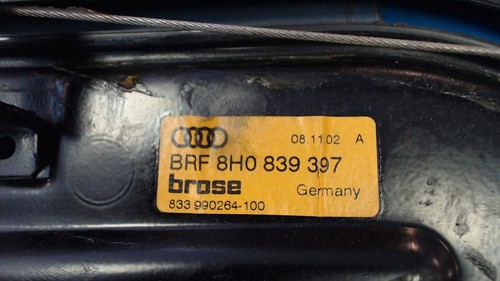 08.11.02 A
BRF 8H0 839 397
brose
Germany
833 990264-100